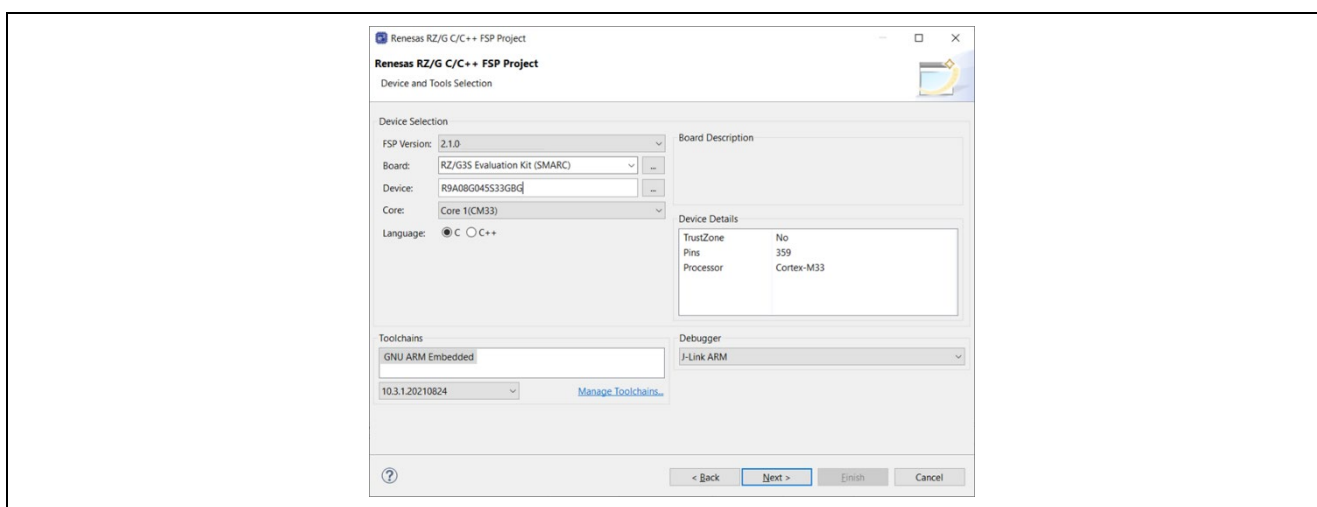 Renesas RZ/G C/C++ FSP Project
Renesas RZ/G C/C++ FSP Project
Device and Tools Selection
Device Selection
FSP Version: 2.1.0
Board: RZ/G3S Evaluation Kit (SMARC) ...
Device: R9A08G045S33GBG ...
Core: Core 1(CM33)
Language: C C++
Board Description
Device Details
TrustZone No
Pins 359
Processor Cortex-M33
Toolchains
GNU ARM Embedded
10.3.1.20210824 Manage Toolchains...
Debugger
J-Link ARM
? < Back Next > Finish Cancel